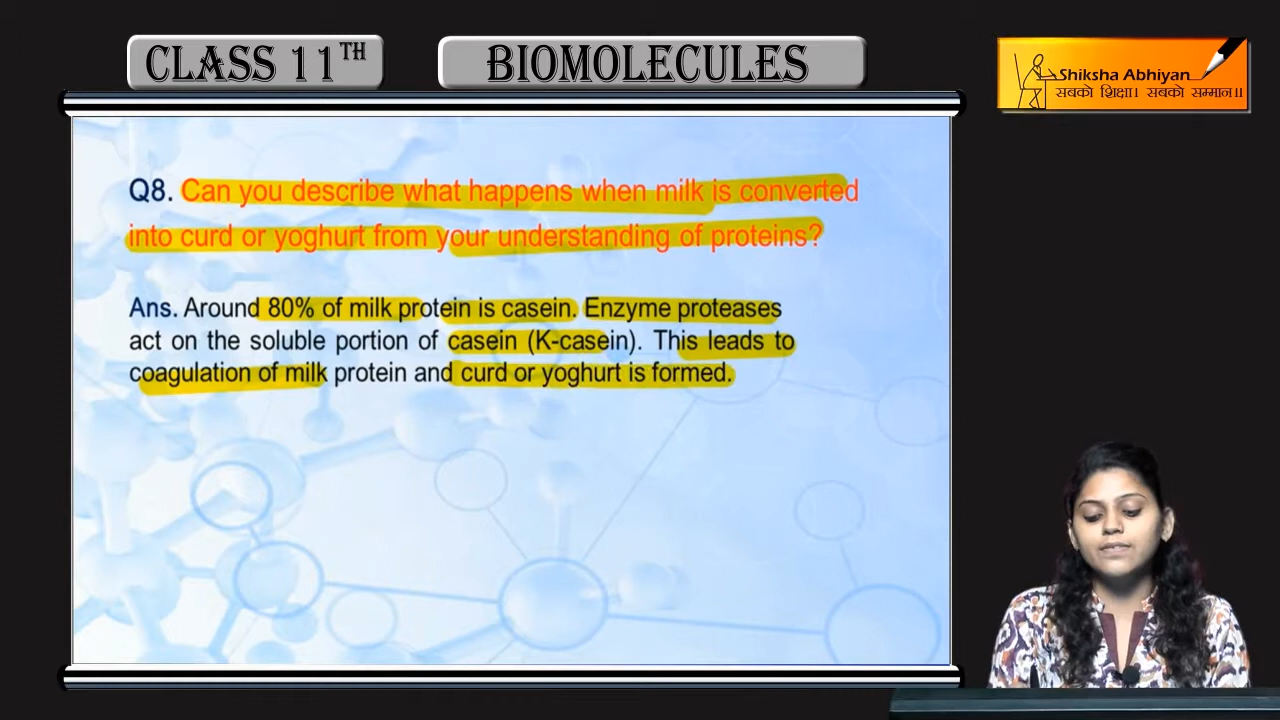 CLASS 11TH
BIOMOLECULES
Shiksha Abhiyan
सबको शिक्षा। सबको सम्मान॥
Q8. Can you describe what happens when milk is converted
into curd or yoghurt from your understanding of proteins?
Ans. Around 80% of milk protein is casein. Enzyme proteases
act on the soluble portion of casein (K-casein). This leads to
coagulation of milk protein and curd or yoghurt is formed.